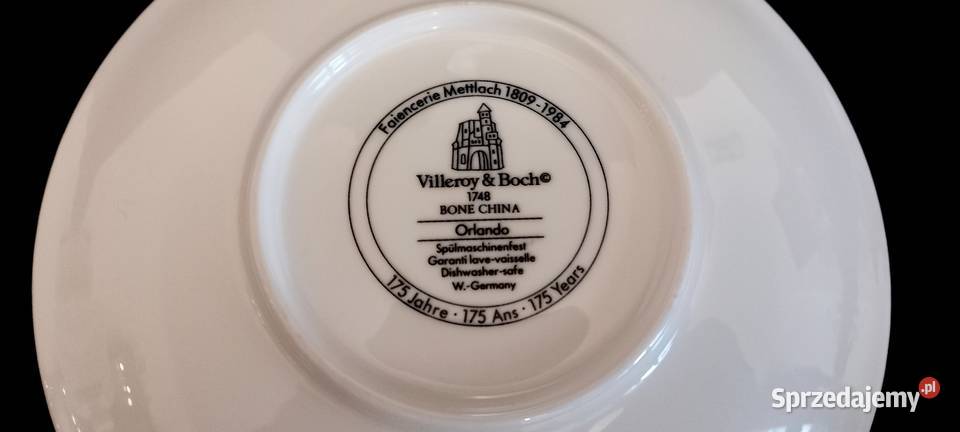 Faiencerie Mettlach 1809-1984
Villeroy & Boch©
1748
BONE CHINA
Orlando
Spülmaschinenfest
Garanti lave-vaisselle
Dishwasher-safe
W.-Germany
175 Jahre · 175 Ans · 175 Years
Sprzedajemy.pl